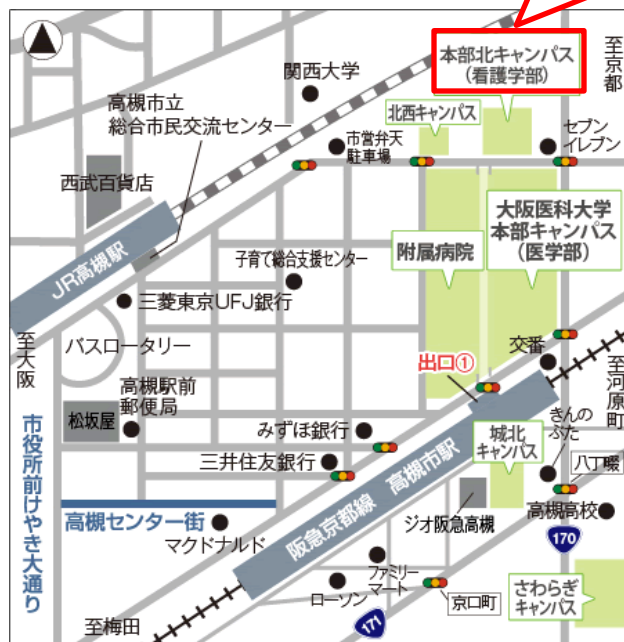 本部北キャンパス
(看護学部)
至京都
関西大学
高槻市立
総合市民交流センター
北西キャンパス
市営弁天
駐車場
セブン
イレブン
西武百貨店
大阪医科大学
本部キャンパス
(医学部)
附属病院
JR高槻駅
子育て総合支援センター
三菱東京UFJ銀行
至大阪
バスロータリー
出口①
交番
至河原町
高槻駅前
郵便局
松坂屋
きんの
ぶた
みずほ銀行
城北
キャンパス
三井住友銀行
八丁畷
市役所前けやき大通り
阪急京都線 高槻市駅
高槻センター街
ジオ阪急高槻
高槻高校
マクドナルド
170
ファミリー
マート
ローソン
京口町
さわらぎ
キャンパス
171
至梅田